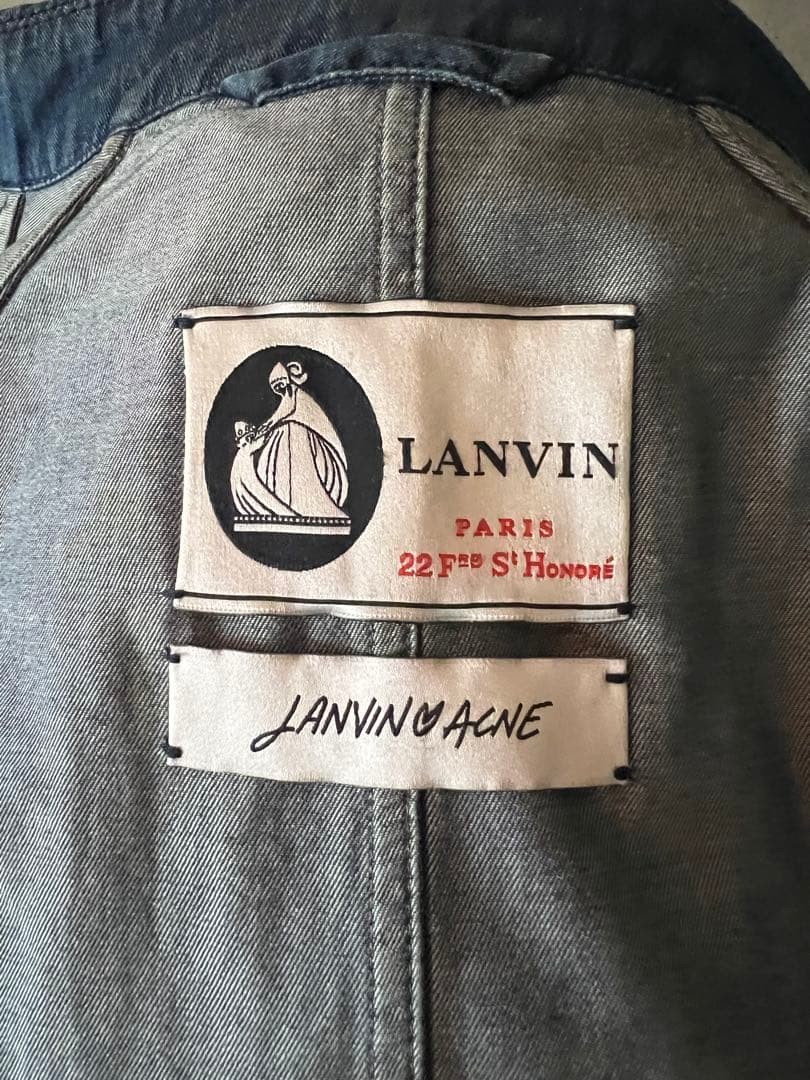 LANVIN
PARIS
22 Fbg St Honoré
LANVIN♥ACNE